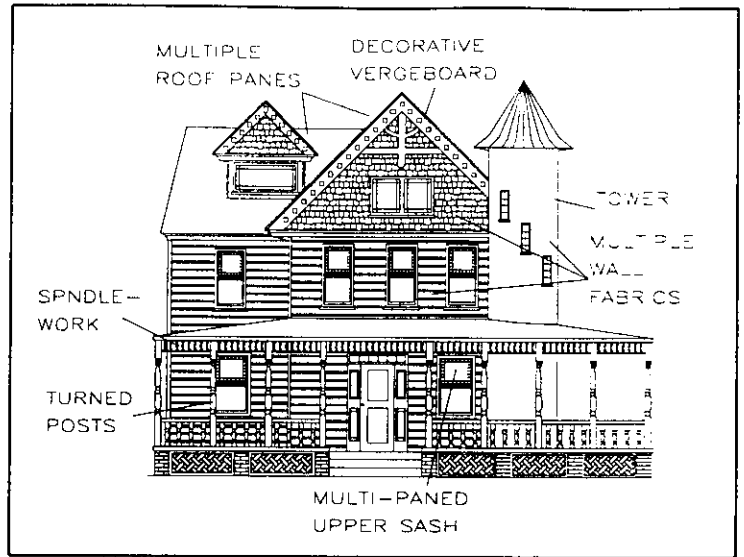 MULTIPLE
ROOF PANES
DECORATIVE
VERGEBOARD
TOWER
MULTIPLE
WALL
FABRICS
SPNDLE-
WORK
TURNED
POSTS
MULTI-PANED
UPPER SASH